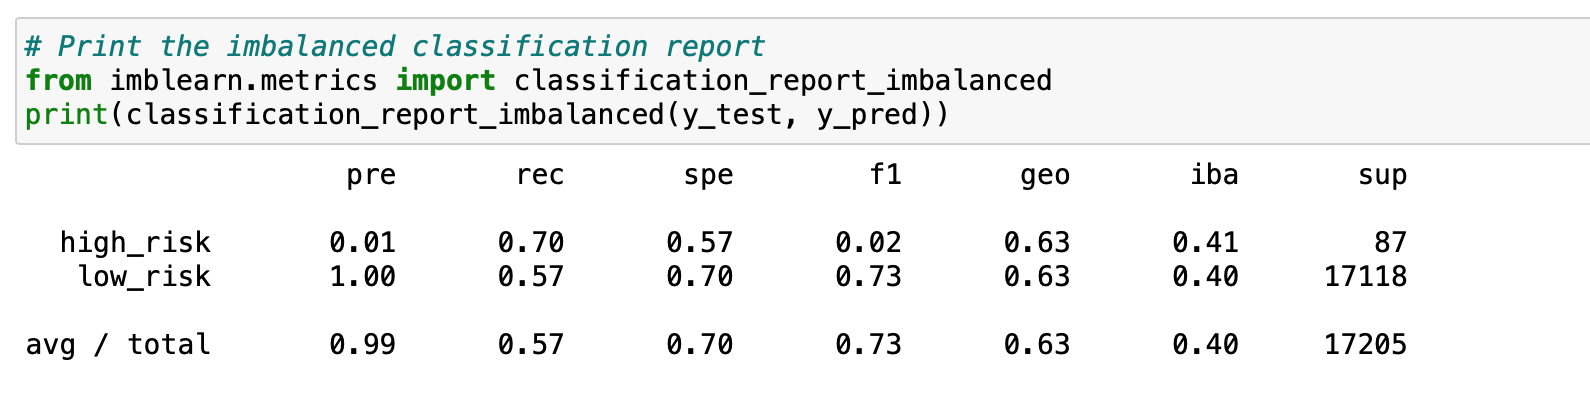 # Print the imbalanced classification report
from imblearn.metrics import classification_report_imbalanced
print(classification_report_imbalanced(y_test, y_pred))
pre rec spe f1 geo iba sup
high_risk 0.01 0.70 0.57 0.02 0.63 0.41 87
low_risk 1.00 0.57 0.70 0.73 0.63 0.40 17118
avg / total 0.99 0.57 0.70 0.73 0.63 0.40 17205